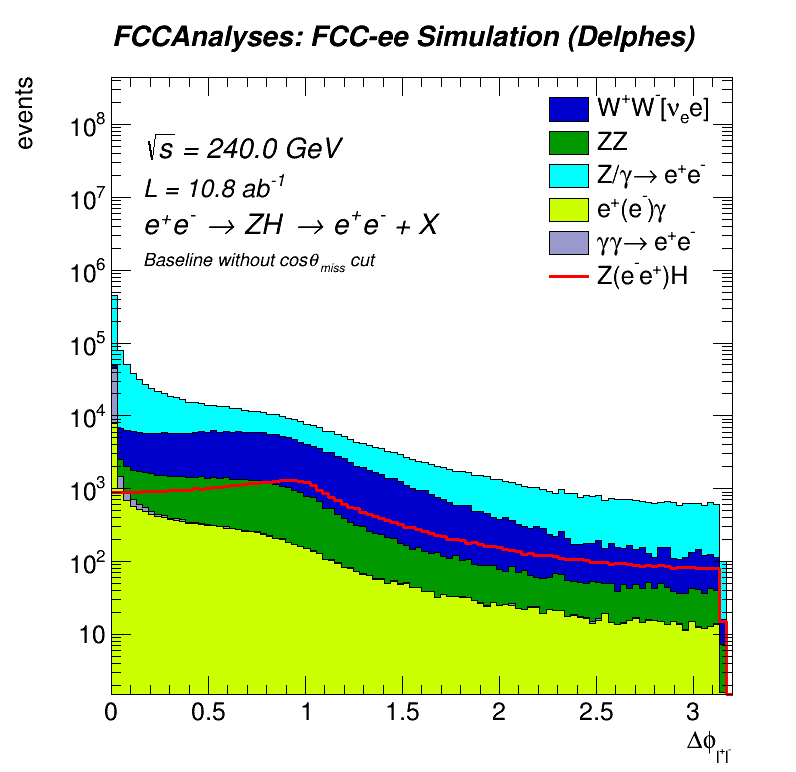 FCCAnalyses: FCC-ee Simulation (Delphes)
events
√s = 240.0 GeV
L = 10.8 ab⁻¹
e⁺e⁻ → ZH → e⁺e⁻ + X
Baseline without cosθ_miss cut
W⁺W⁻[ν_e e]
ZZ
Z/γ→ e⁺e⁻
e⁺(e⁻)γ
γγ→ e⁺e⁻
Z(e⁻e⁺)H
10⁸
10⁷
10⁶
10⁵
10⁴
10³
10²
10
0 0.5 1 1.5 2 2.5 3
Δϕ_l⁺l⁻